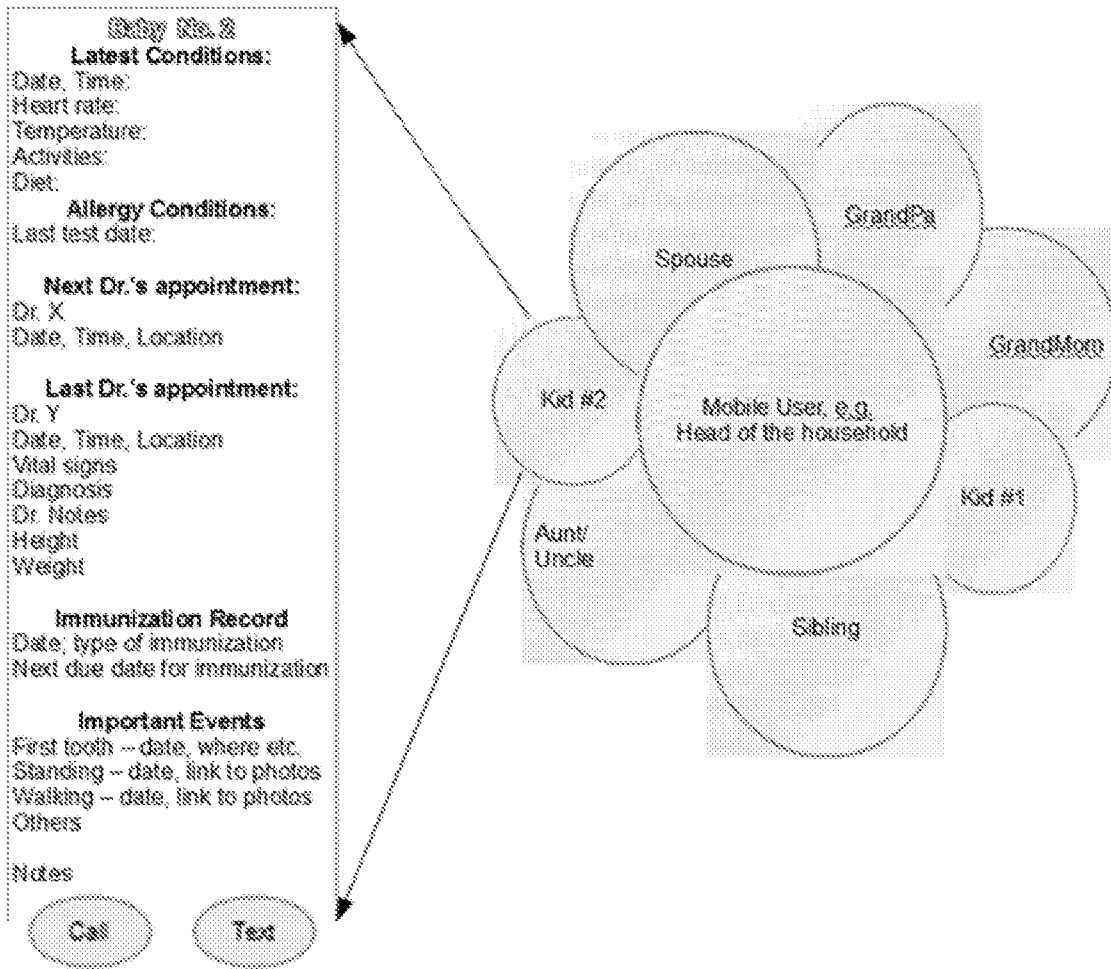 Baby No. 2
Latest Conditions:
Date, Time:
Heart rate:
Temperature:
Activities:
Diet:
Allergy Conditions:
Last test date:
Next Dr.'s appointment:
Dr. X
Date, Time, Location
Last Dr.'s appointment:
Dr. Y
Date, Time, Location
Vital signs
Diagnosis
Dr. Notes
Height
Weight
Immunization Record
Date; type of immunization
Next due date for immunization
Important Events
First tooth – date, where etc.
Standing – date, link to photos
Walking – date, link to photos
Others
Notes
Call
Text
GrandPa
Spouse
GrandMom
Kid #2
Mobile User, e.g.
Head of the household
Kid #1
Aunt/
Uncle
Sibling